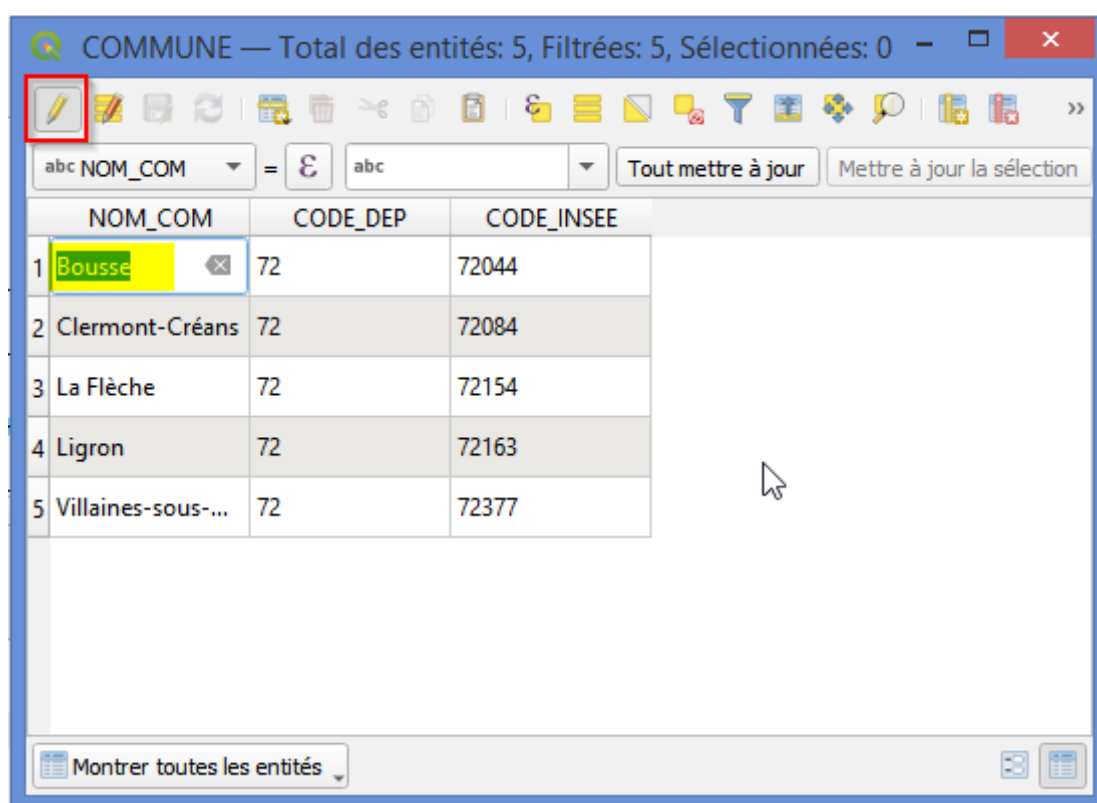 COMMUNE — Total des entités: 5, Filtrées: 5, Sélectionnées: 0
abc NOM_COM = ε abc Tout mettre à jour Mettre à jour la sélection
NOM_COM CODE_DEP CODE_INSEE
1 Bousse 72 72044
2 Clermont-Créans 72 72084
3 La Flèche 72 72154
4 Ligron 72 72163
5 Villaines-sous-... 72 72377
Montrer toutes les entités